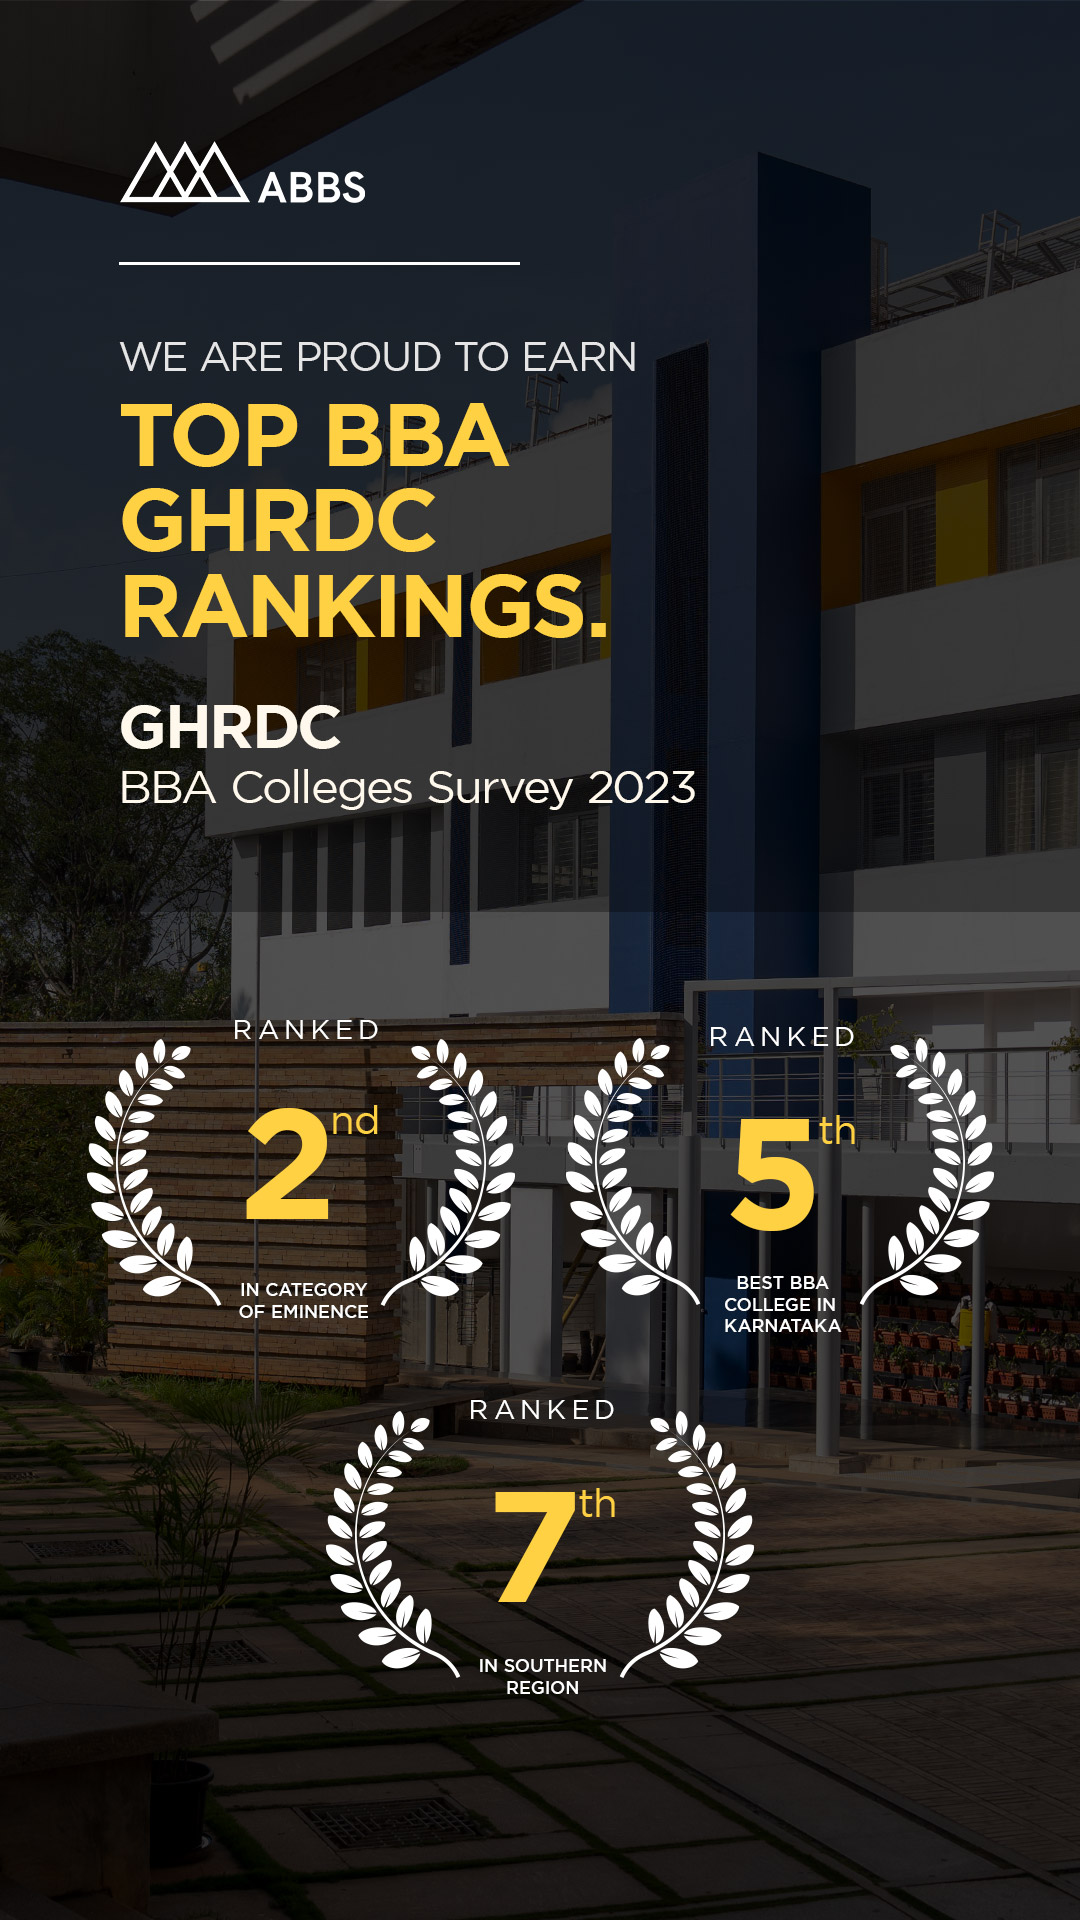 ABBS
WE ARE PROUD TO EARN
TOP BBA
GHRDC
RANKINGS.
GHRDC
BBA Colleges Survey 2023
RANKED
2nd
IN CATEGORY
OF EMINENCE
RANKED
5th
BEST BBA
COLLEGE IN
KARNATAKA
RANKED
7th
IN SOUTHERN
REGION